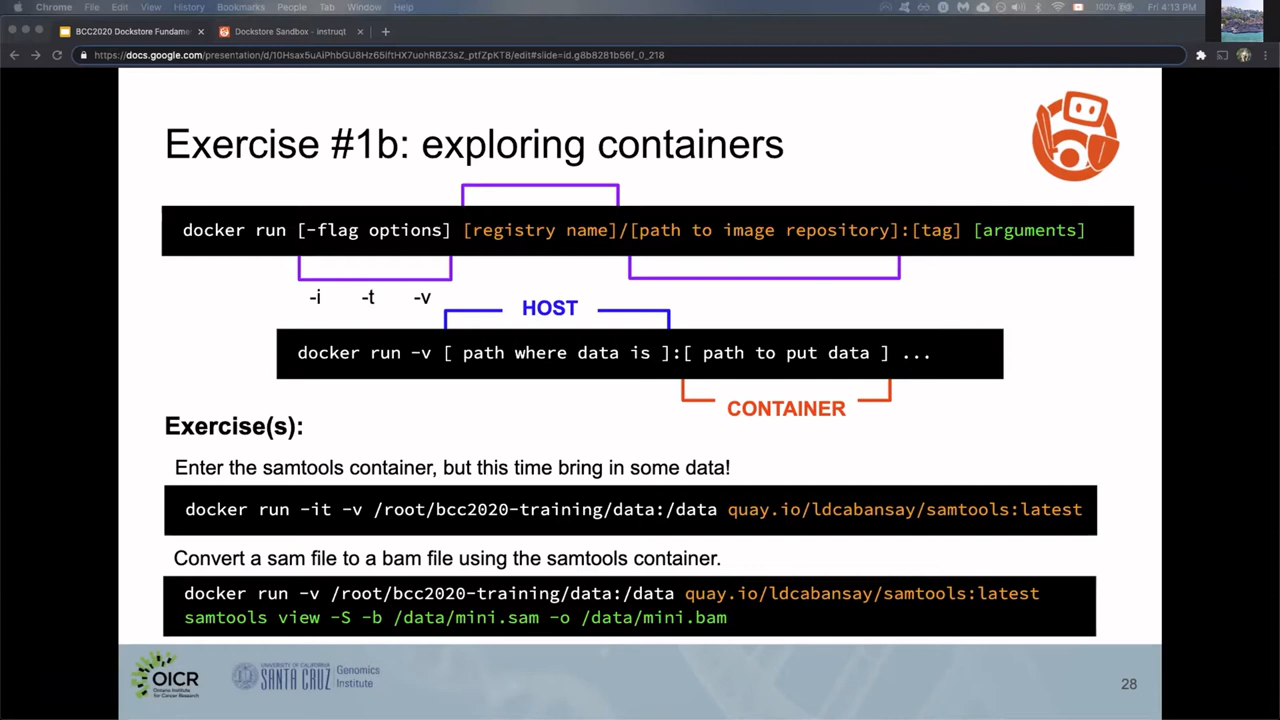 Chrome File Edit View History Bookmarks People Tab Window Help 100% Fri 4:13 PM
BCC2020 Dockstore Fundame Dockstore Sandbox - instruqt
https://docs.google.com/presentation/d/10Hsax5uAiPhbGU8Hz65iftHX7uohRBZ3sZ_ptfZpKT8/edit#slide=id.g8b8281b56f_0_218
Exercise #1b: exploring containers
docker run [-flag options] [registry name]/[path to image repository]:[tag] [arguments]
-i -t -v
HOST
docker run -v [ path where data is ]:[ path to put data ] ...
CONTAINER
Exercise(s):
Enter the samtools container, but this time bring in some data!
docker run -it -v /root/bcc2020-training/data:/data quay.io/ldcabansay/samtools:latest
Convert a sam file to a bam file using the samtools container.
docker run -v /root/bcc2020-training/data:/data quay.io/ldcabansay/samtools:latest
samtools view -S -b /data/mini.sam -o /data/mini.bam
OICR
Ontario Institute
for Cancer Research
UNIVERSITY OF CALIFORNIA
SANTA CRUZ
Genomics
Institute
28